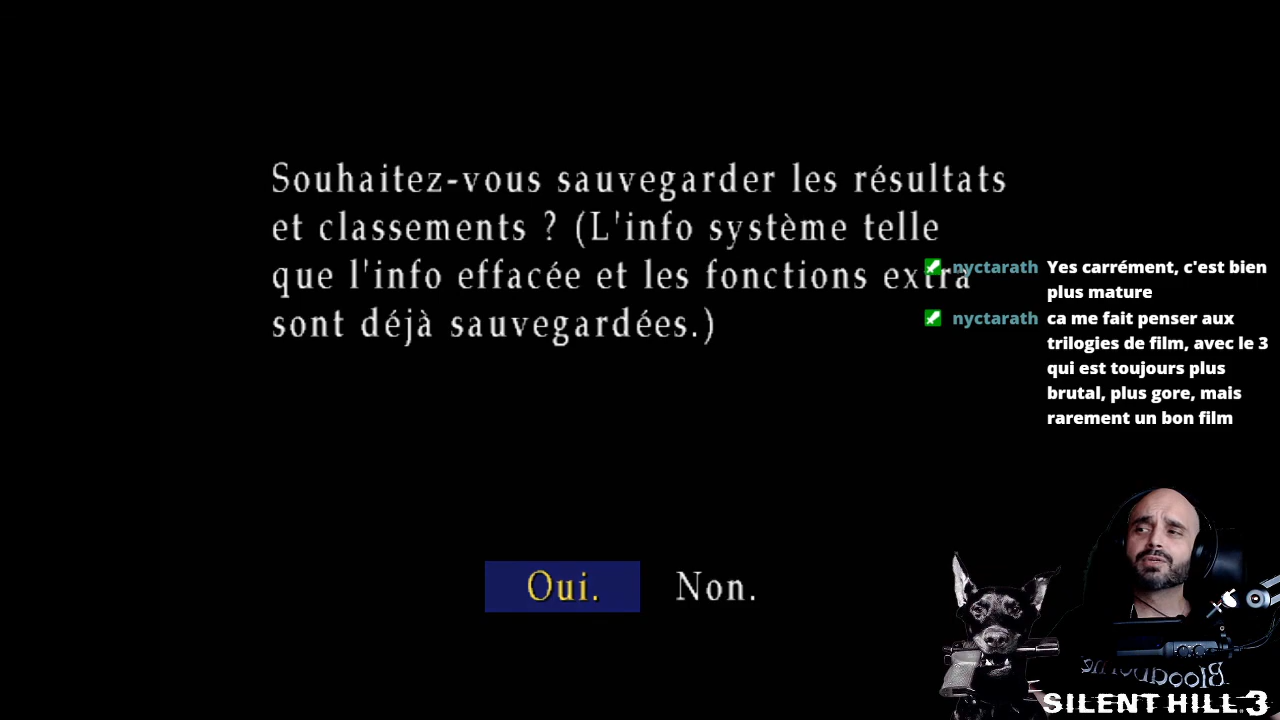 Souhaitez-vous sauvegarder les résultats
et classements ? (L'info système telle
que l'info effacée et les fonctions extra
sont déjà sauvegardées.)
Oui. Non.
nyctarath Yes carrément, c'est bien
plus mature
nyctarath ca me fait penser aux
trilogies de film, avec le 3
qui est toujours plus
brutal, plus gore, mais
rarement un bon film
Bloodborne
SILENT HILL 3